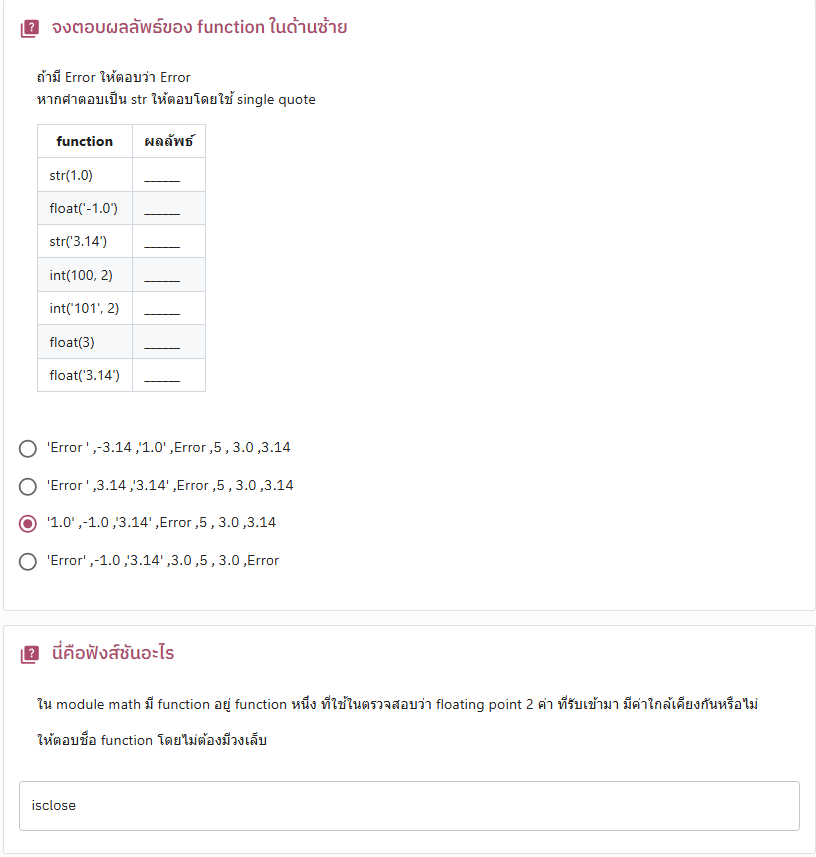 จงตอบผลลัพธ์ของ function ในด้านซ้าย
ถ้ามี Error ให้ตอบว่า Error
หากคำตอบเป็น str ให้ตอบโดยใช้ single quote
function ผลลัพธ์
str(1.0) ______
float('-1.0') ______
str('3.14') ______
int(100, 2) ______
int('101', 2) ______
float(3) ______
float('3.14') ______
'Error ' ,-3.14 ,'1.0' ,Error ,5 , 3.0 ,3.14
'Error ' ,3.14 ,'3.14' ,Error ,5 , 3.0 ,3.14
'1.0' ,-1.0 ,'3.14' ,Error ,5 , 3.0 ,3.14
'Error' ,-1.0 ,'3.14' ,3.0 ,5 , 3.0 ,Error
นี่คือฟังส์ชันอะไร
ใน module math มี function อยู่ function หนึ่ง ที่ใช้ในตรวจสอบว่า floating point 2 ค่า ที่รับเข้ามา มีค่าใกล้เคียงกันหรือไม่
ให้ตอบชื่อ function โดยไม่ต้องมีวงเล็บ
isclose